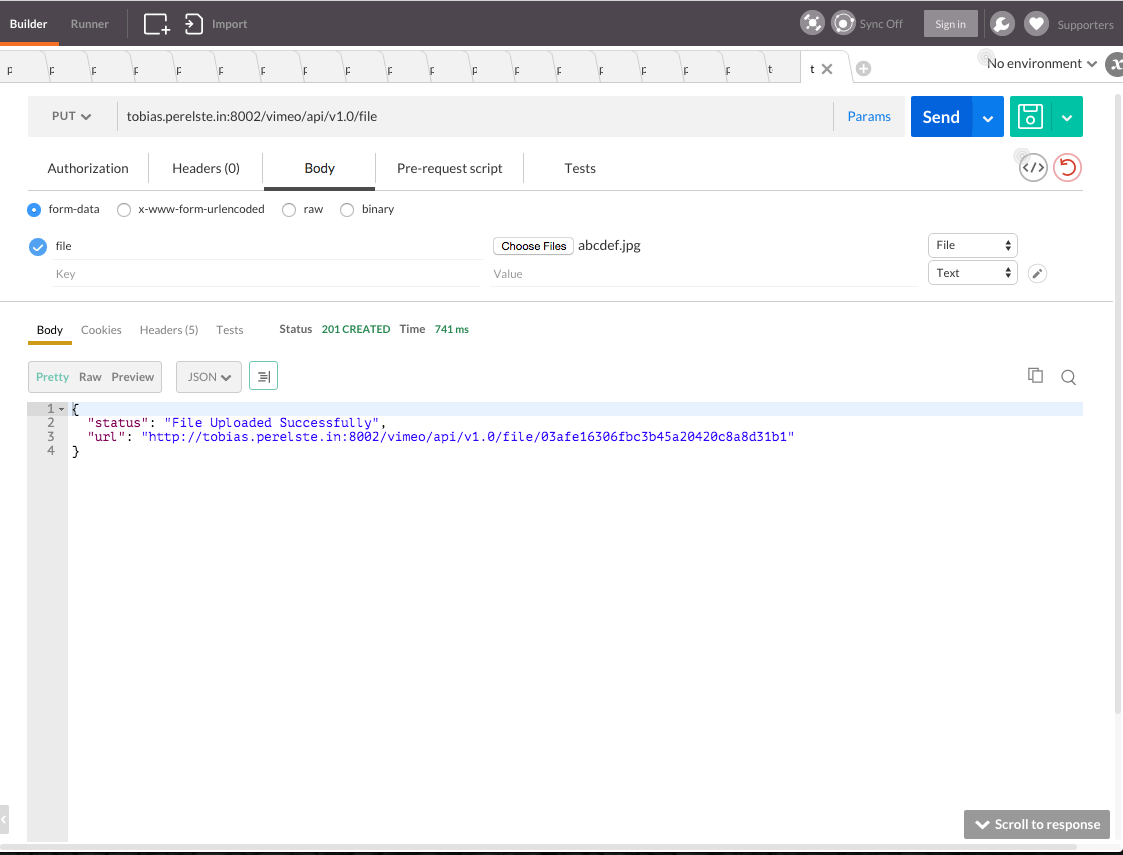 Builder Runner Import Sync Off Sign in Supporters
p p p p p p p p p p p p p p p p p p t t No environment
PUT tobias.perelste.in:8002/vimeo/api/v1.0/file Params Send
Authorization Headers (0) Body Pre-request script Tests
form-data x-www-form-urlencoded raw binary
file Choose Files abcdef.jpg File
Key Value Text
Body Cookies Headers (5) Tests Status 201 CREATED Time 741 ms
Pretty Raw Preview JSON
1 {
2 "status": "File Uploaded Successfully",
3 "url": "http://tobias.perelste.in:8002/vimeo/api/v1.0/file/03afe16306fbc3b45a20420c8a8d31b1"
4 }
Scroll to response